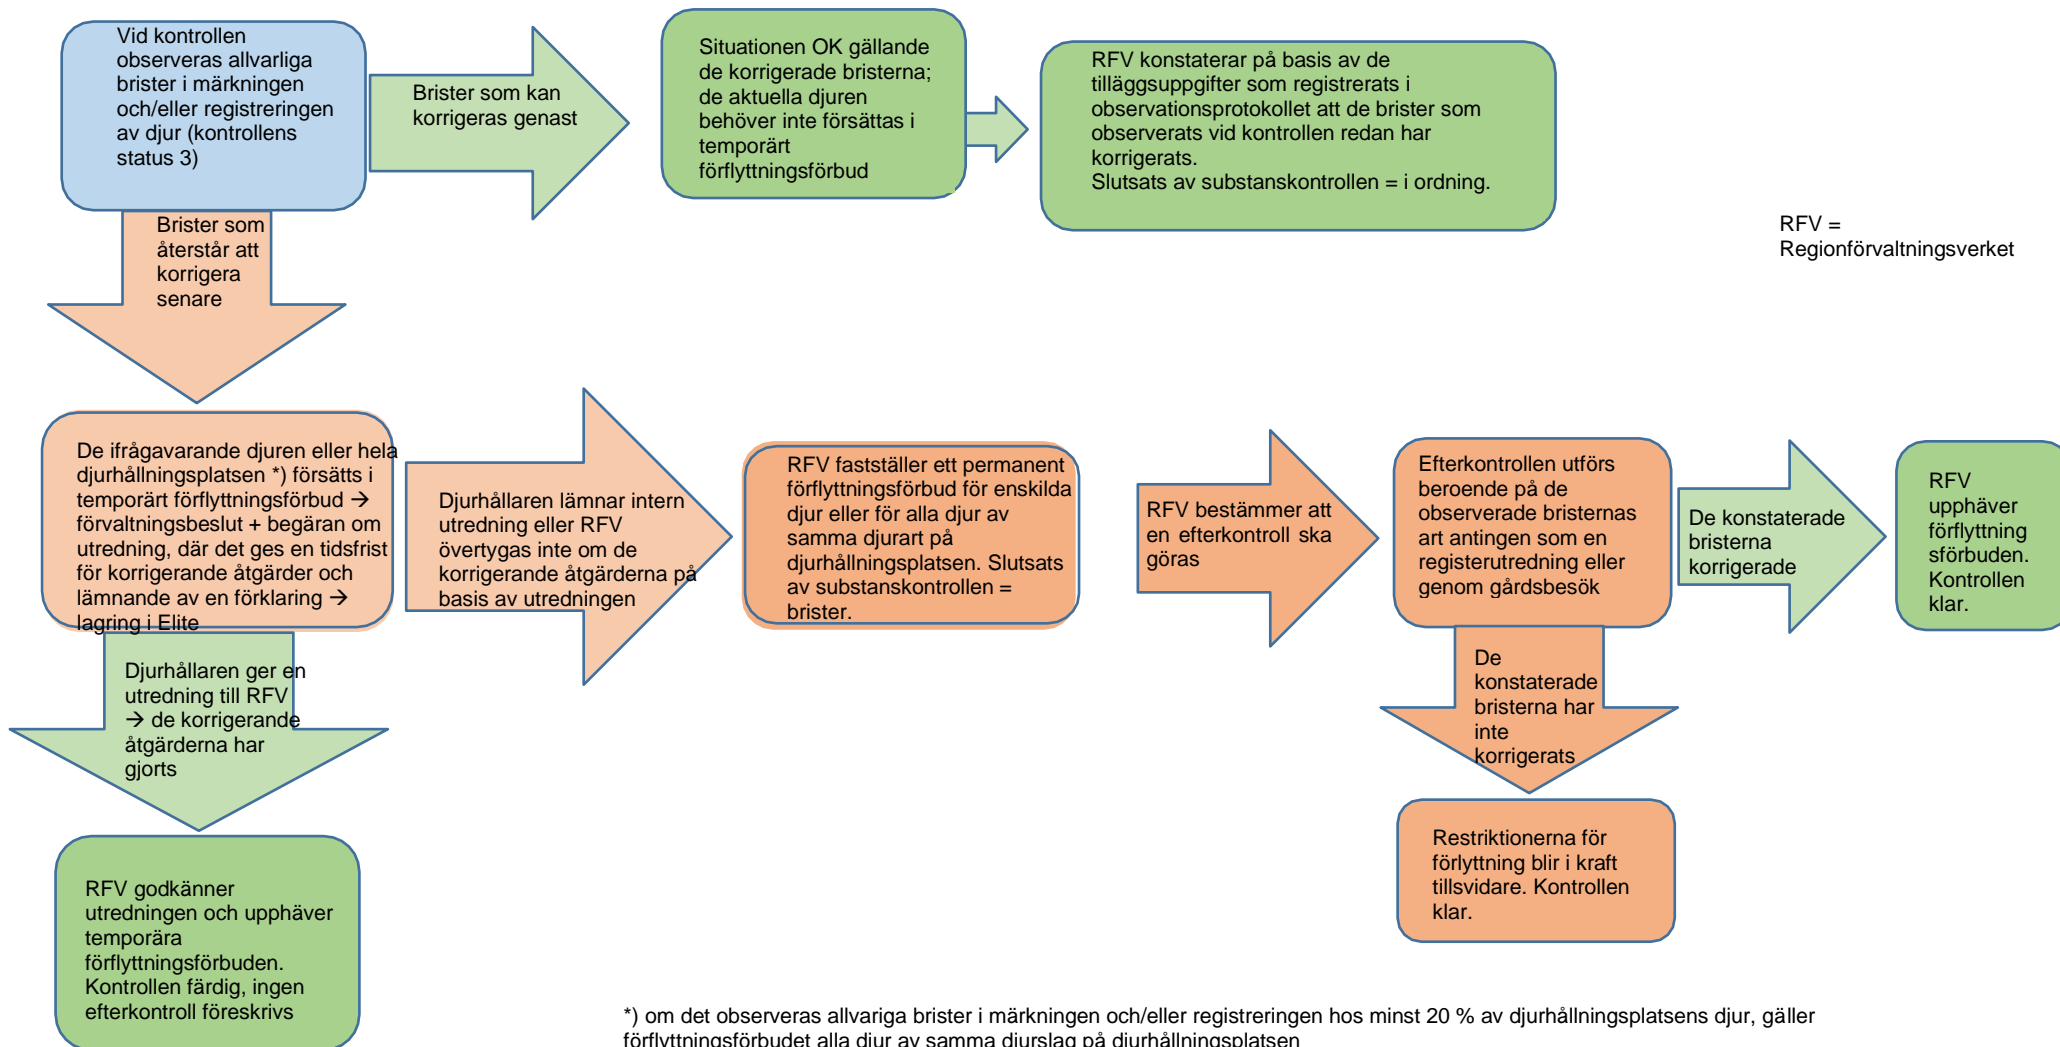 Vid kontrollen
observeras allvarliga
brister i märkningen
och/eller registreringen
av djur (kontrollens
status 3)
Brister som kan
korrigeras genast
Situationen OK gällande
de korrigerade bristerna;
de aktuella djuren
behöver inte försättas i
temporärt
förflyttningsförbud
RFV konstaterar på basis av de
tilläggsuppgifter som registrerats i
observationsprotokollet att de brister som
observerats vid kontrollen redan har
korrigerats.
Slutsats av substanskontrollen = i ordning.
RFV =
Regionförvaltningsverket
Brister som
återstår att
korrigera
senare
De ifrågavarande djuren eller hela
djurhållningsplatsen *) försätts i
temporärt förflyttningsförbud →
förvaltningsbeslut + begäran om
utredning, där det ges en tidsfrist
för korrigerande åtgärder och
lämnande av en förklaring →
lagring i Elite
Djurhållaren lämnar intern
utredning eller RFV
övertygas inte om de
korrigerande åtgärderna på
basis av utredningen
RFV fastställer ett permanent
förflyttningsförbud för enskilda
djur eller för alla djur av
samma djurart på
djurhållningsplatsen. Slutsats
av substanskontrollen =
brister.
RFV bestämmer att
en efterkontroll ska
göras
Efterkontrollen utförs
beroende på de
observerade bristernas
art antingen som en
registerutredning eller
genom gårdsbesök
De konstaterade
bristerna
korrigerade
RFV
upphäver
förflyttning
sförbuden.
Kontrollen
klar.
Djurhållaren ger en
utredning till RFV
→ de korrigerande
åtgärderna har
gjorts
De
konstaterade
bristerna har
inte
korrigerats
RFV godkänner
utredningen och upphäver
temporära
förflyttningsförbuden.
Kontrollen färdig, ingen
efterkontroll föreskrivs
Restriktionerna för
förlyttning blir i kraft
tillsvidare. Kontrollen
klar.
*) om det observeras allvariga brister i märkningen och/eller registreringen hos minst 20 % av djurhållningsplatsens djur, gäller
förflyttningsförbudet alla djur av samma djurslag på djurhållningsplatsen